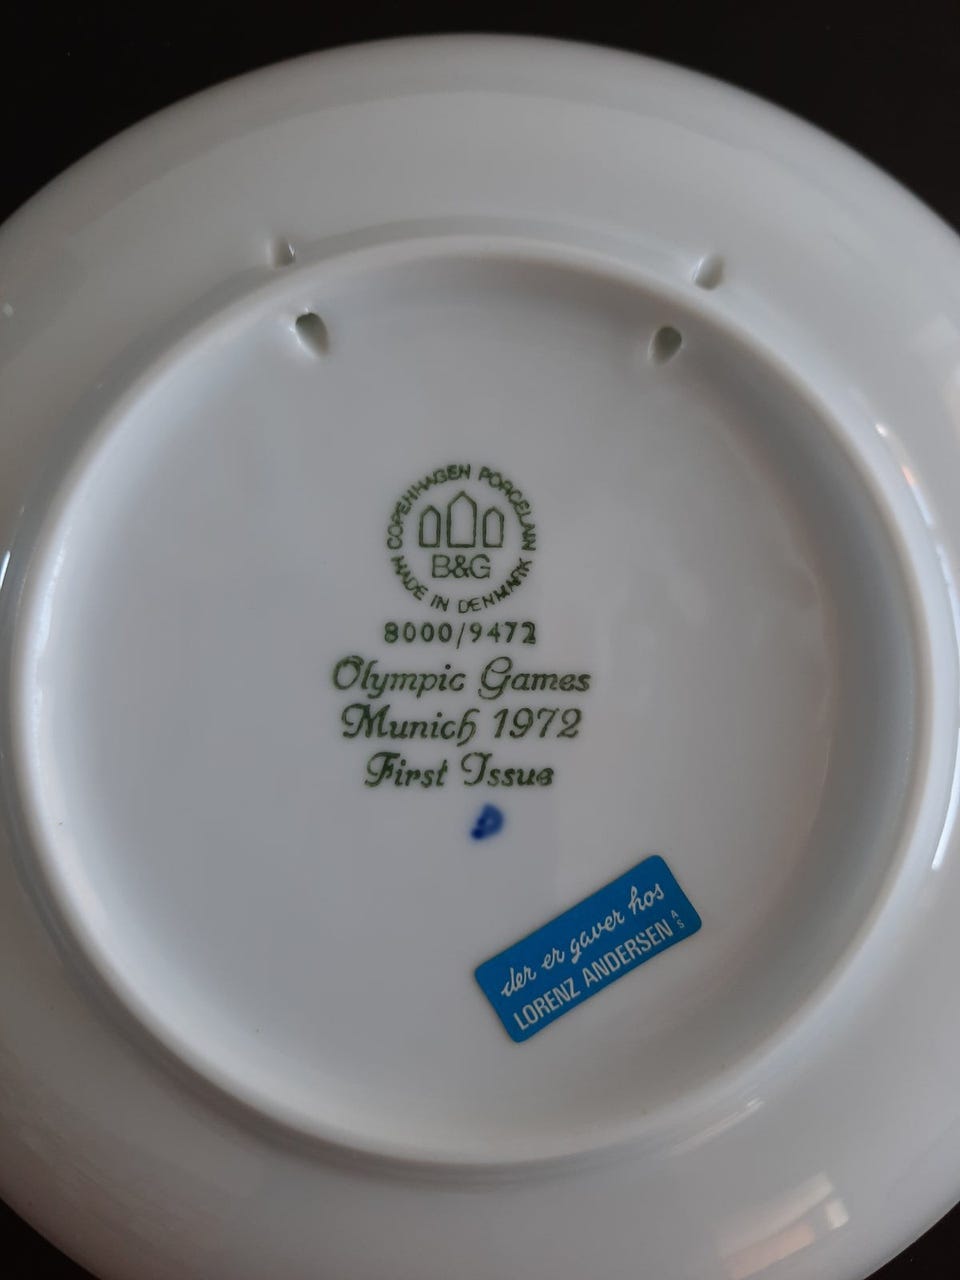 COPENHAGEN PORCELAIN
B&G
MADE IN DENMARK
8000/9472
Olympic Games
Munich 1972
First Issue
der er gaver hos
LORENZ ANDERSEN A/S